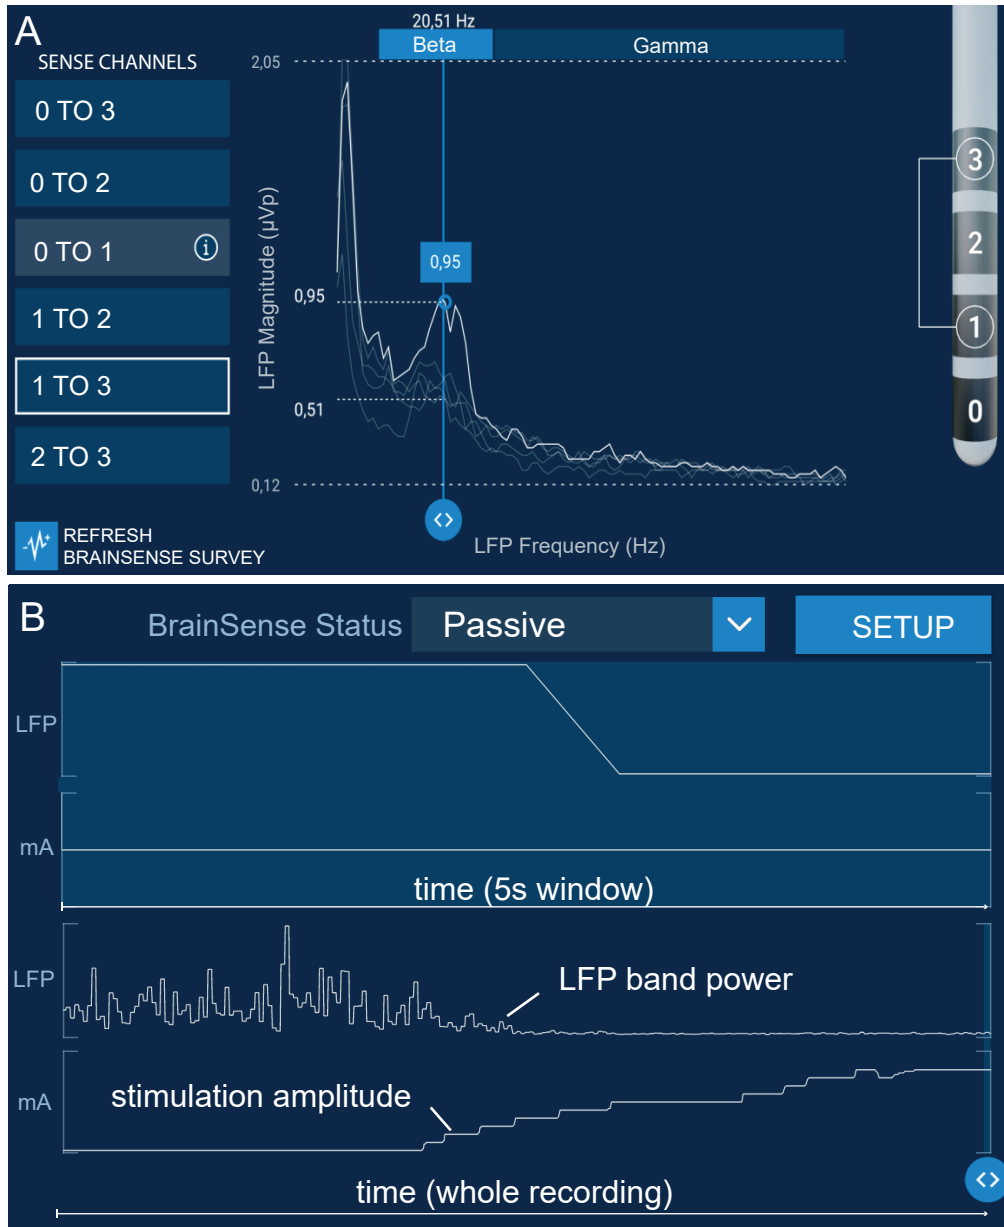 A
SENSE CHANNELS
0 TO 3
0 TO 2
0 TO 1
i
1 TO 2
1 TO 3
2 TO 3
REFRESH
BRAINSENSE SURVEY
20,51 Hz
Beta
Gamma
2,05
0,95
0,95
0,51
0,12
LFP Magnitude (µVp)
LFP Frequency (Hz)
3
2
1
0
B
BrainSense Status
Passive
SETUP
LFP
mA
time (5s window)
LFP
LFP band power
mA
stimulation amplitude
time (whole recording)